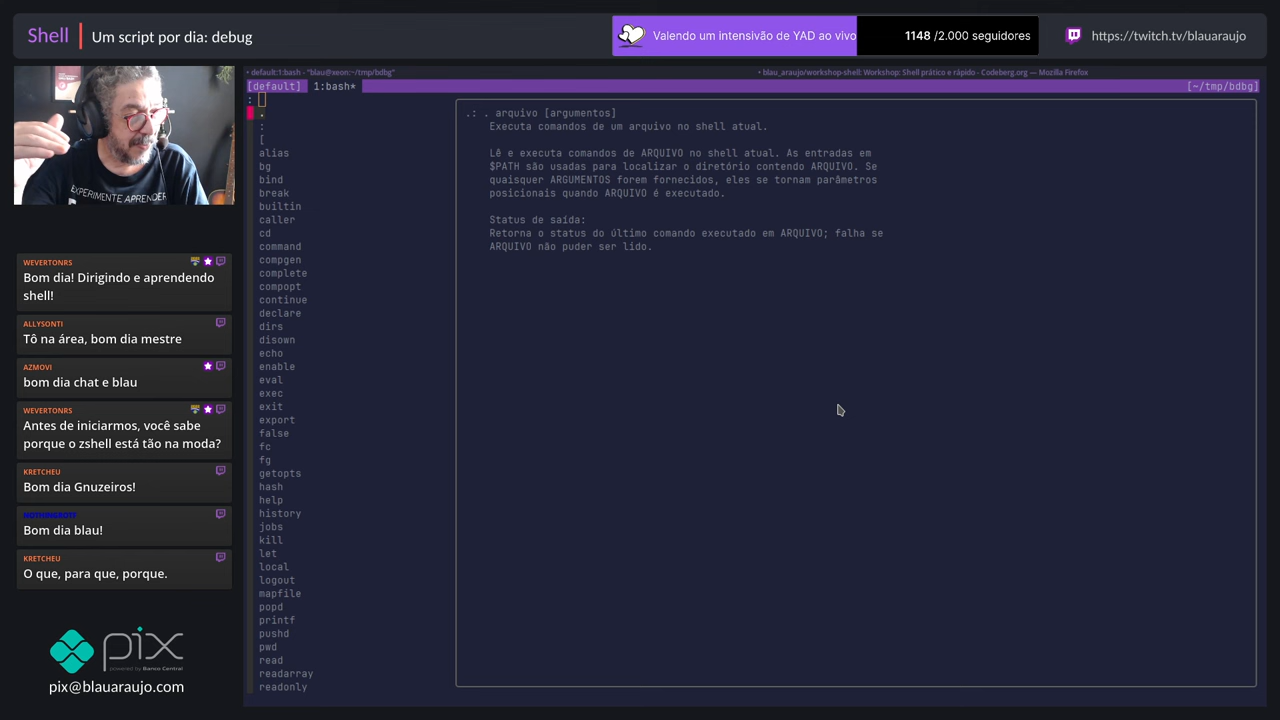 Shell
Um script por dia: debug
Valendo um intensivão de YAD ao vivo
1148 /2.000 seguidores
https://twitch.tv/blauaraujo
• default:1:bash - "blau@xeon:~/tmp/bdbg"
• blau_araujo/workshop-shell: Workshop: Shell prático e rápido - Codeberg.org — Mozilla Firefox
[default] 1:bash*
[~/tmp/bdbg]
:
.
:
[
alias
bg
bind
break
builtin
caller
cd
command
compgen
complete
compopt
continue
declare
dirs
disown
echo
enable
eval
exec
exit
export
false
fc
fg
getopts
hash
help
history
jobs
kill
let
local
logout
mapfile
popd
printf
pushd
pwd
read
readarray
readonly
.: . arquivo [argumentos]
Executa comandos de um arquivo no shell atual.
Lê e executa comandos de ARQUIVO no shell atual. As entradas em
$PATH são usadas para localizar o diretório contendo ARQUIVO. Se
quaisquer ARGUMENTOS forem fornecidos, eles se tornam parâmetros
posicionais quando ARQUIVO é executado.
Status de saída:
Retorna o status do último comando executado em ARQUIVO; falha se
ARQUIVO não puder ser lido.
EXPERIMENTE APRENDER
WEVERTONRS
Bom dia! Dirigindo e aprendendo
shell!
ALLYSONTI
Tô na área, bom dia mestre
AZMOVI
bom dia chat e blau
WEVERTONRS
Antes de iniciarmos, você sabe
porque o zshell está tão na moda?
KRETCHEU
Bom dia Gnuzeiros!
Bom dia blau!
KRETCHEU
O que, para que, porque.
pix
powered by Banco Central
pix@blauaraujo.com